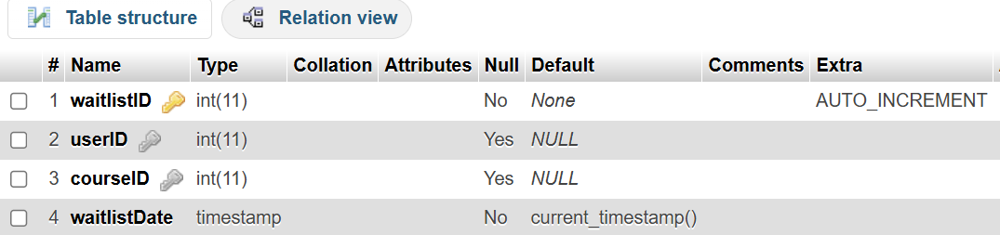 Table structure Relation view
# Name Type Collation Attributes Null Default Comments Extra
1 waitlistID int(11) No None AUTO_INCREMENT
2 userID int(11) Yes NULL
3 courseID int(11) Yes NULL
4 waitlistDate timestamp No current_timestamp()